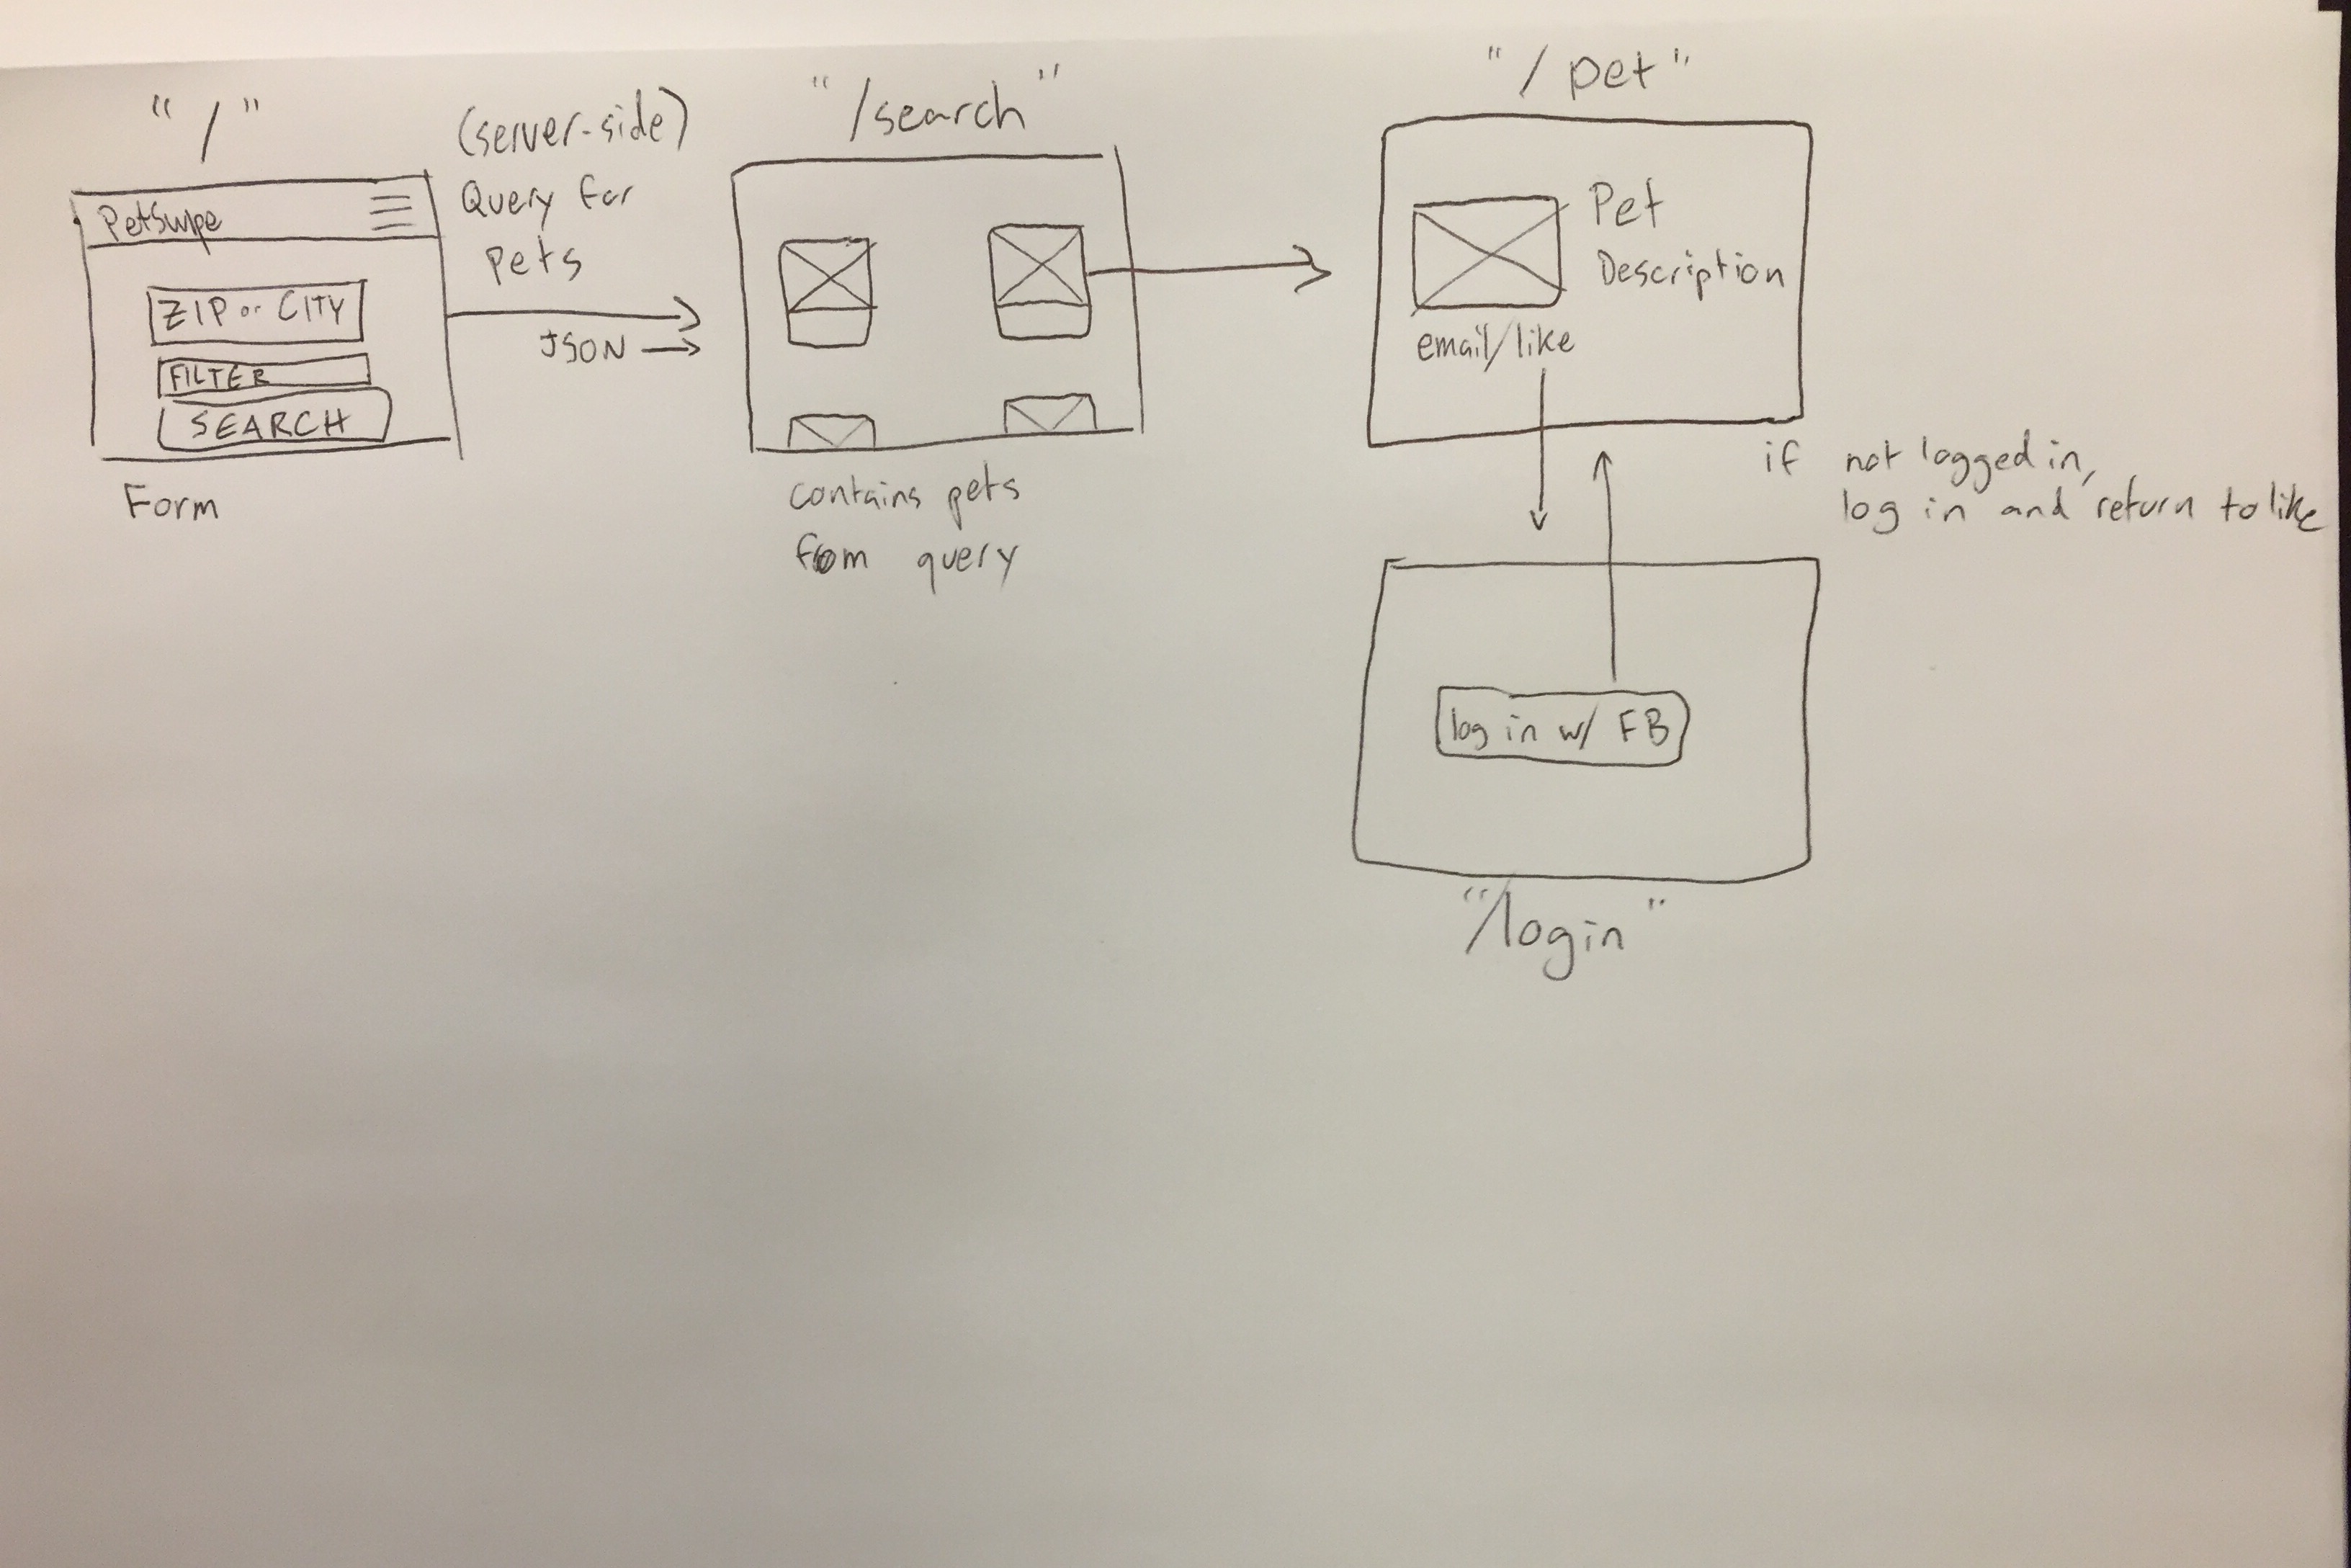 "/"
PetSwipe
ZIP or CITY
FILTER
SEARCH
Form
(server-side)
Query for
pets
JSON
"/search"
contains pets
from query
"/pet"
Pet
Description
email/like
if not logged in,
log in and return to like
log in w/ FB
"/login"